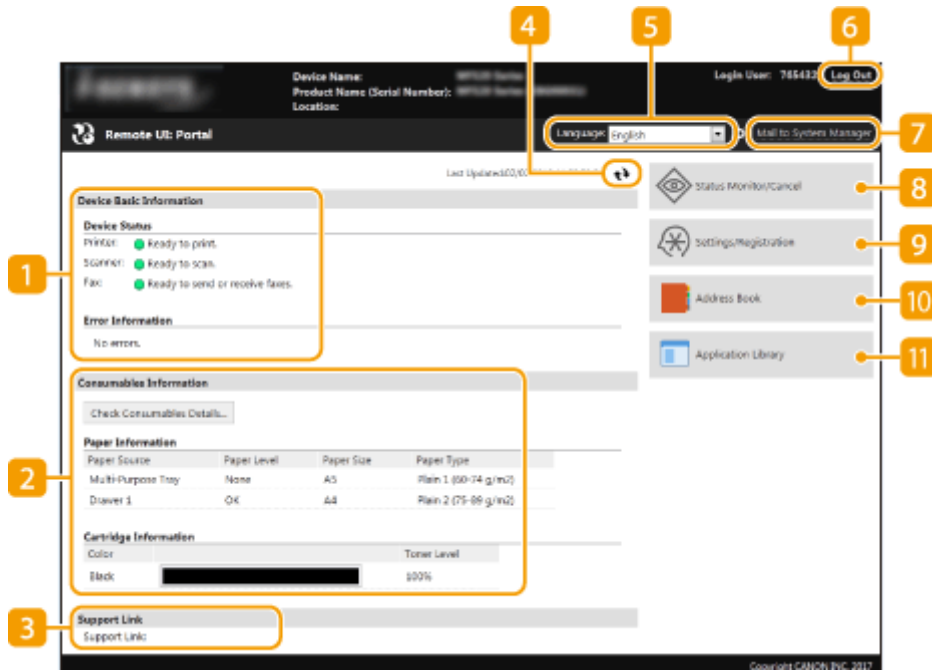 4 5 6
Device Name:
Login User: 765432 Log Out
Product Name (Serial Number):
Location:
Remote UI: Portal
Language: English
Mail to System Manager 7
Last Updated:02/0
Status Monitor/Cancel 8
Device Basic Information
Device Status
Printer: Ready to print.
Settings/Registration 9
1
Scanner: Ready to scan.
Fax: Ready to send or receive faxes.
Address Book 10
Error Information
No errors.
Application Library 11
Consumables Information
Check Consumables Details...
Paper Information
Paper Source Paper Level Paper Size Paper Type
2
Multi-Purpose Tray None A5 Plain 1 (60-74 g/m2)
Drawer 1 OK A4 Plain 2 (75-89 g/m2)
Cartridge Information
Color Toner Level
Black 100%
3
Support Link
Support Link:
Copyright CANON INC. 2017